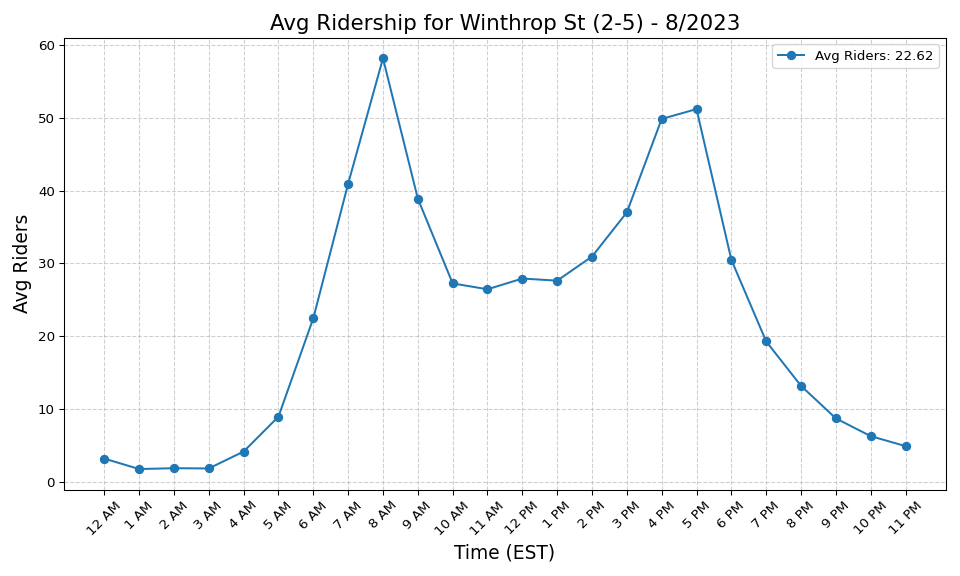 Avg Ridership for Winthrop St (2-5) - 8/2023
Avg Riders: 22.62
Avg Riders
60
50
40
30
20
10
0
12 AM 1 AM 2 AM 3 AM 4 AM 5 AM 6 AM 7 AM 8 AM 9 AM 10 AM 11 AM 12 PM 1 PM 2 PM 3 PM 4 PM 5 PM 6 PM 7 PM 8 PM 9 PM 10 PM 11 PM
Time (EST)